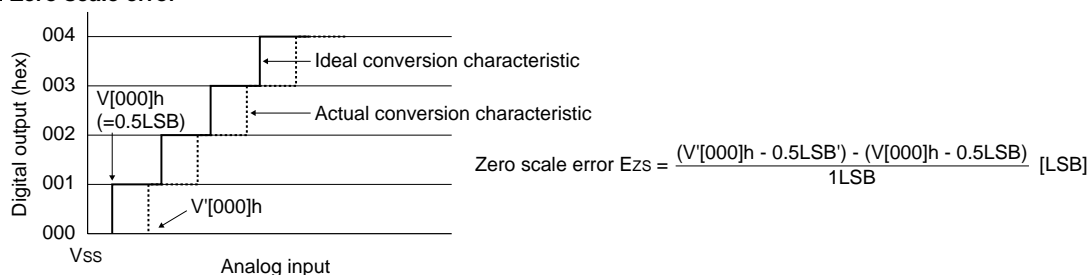 Zero scale error
004
003
002
001
000
Digital output (hex)
V[000]h
(=0.5LSB)
Ideal conversion characteristic
Actual conversion characteristic
V'[000]h
VSS
Analog input
Zero scale error EZS = (V'[000]h - 0.5LSB') - (V[000]h - 0.5LSB) [LSB]
1LSB